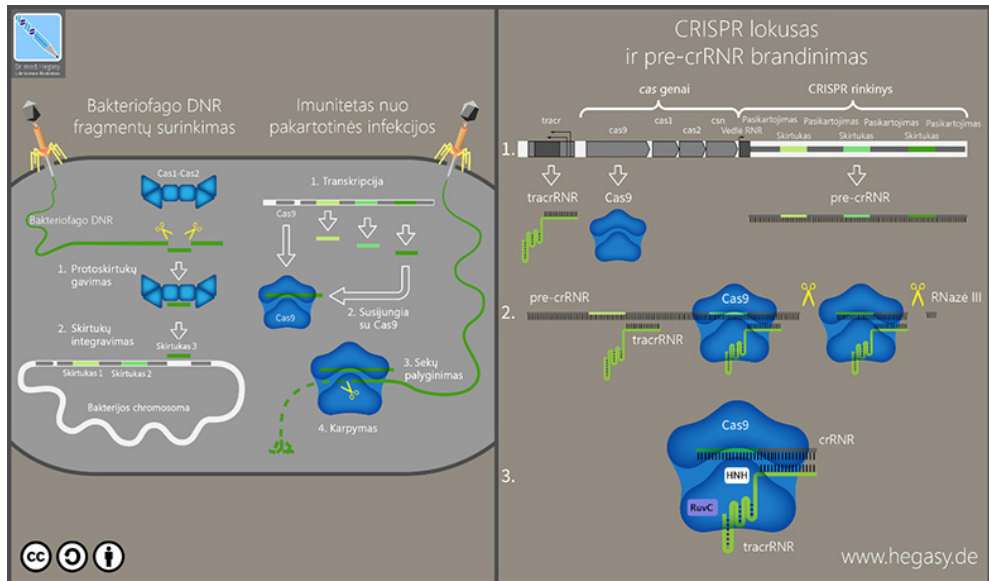 Dr. med. Hegasy
Life Science Illustration
Bakteriofago DNR
fragmentų surinkimas
Imunitetas nuo
pakartotinės infekcijos
Cas1-Cas2
Bakteriofago DNR
1. Protoskirtukų
gavimas
2. Skirtukų
integravimas
Skirtukas 3
Skirtukas 1
Skirtukas 2
Bakterijos chromosoma
1. Transkripcija
Cas9
Cas9
2. Susijungia
su Cas9
3. Sekų
palyginimas
4. Karpymas
cc
CRISPR lokusas
ir pre-crRNR brandinimas
cas genai
CRISPR rinkinys
tracr
cas9
cas1
cas2
csn
Vedlė RNR
Pasikartojimas
Pasikartojimas
Pasikartojimas
Pasikartojimas
Skirtukas
Skirtukas
Skirtukas
1.
tracrRNR
Cas9
pre-crRNR
2.
pre-crRNR
tracrRNR
Cas9
RNazė III
3.
Cas9
crRNR
HNH
RuvC
tracrRNR
www.hegasy.de